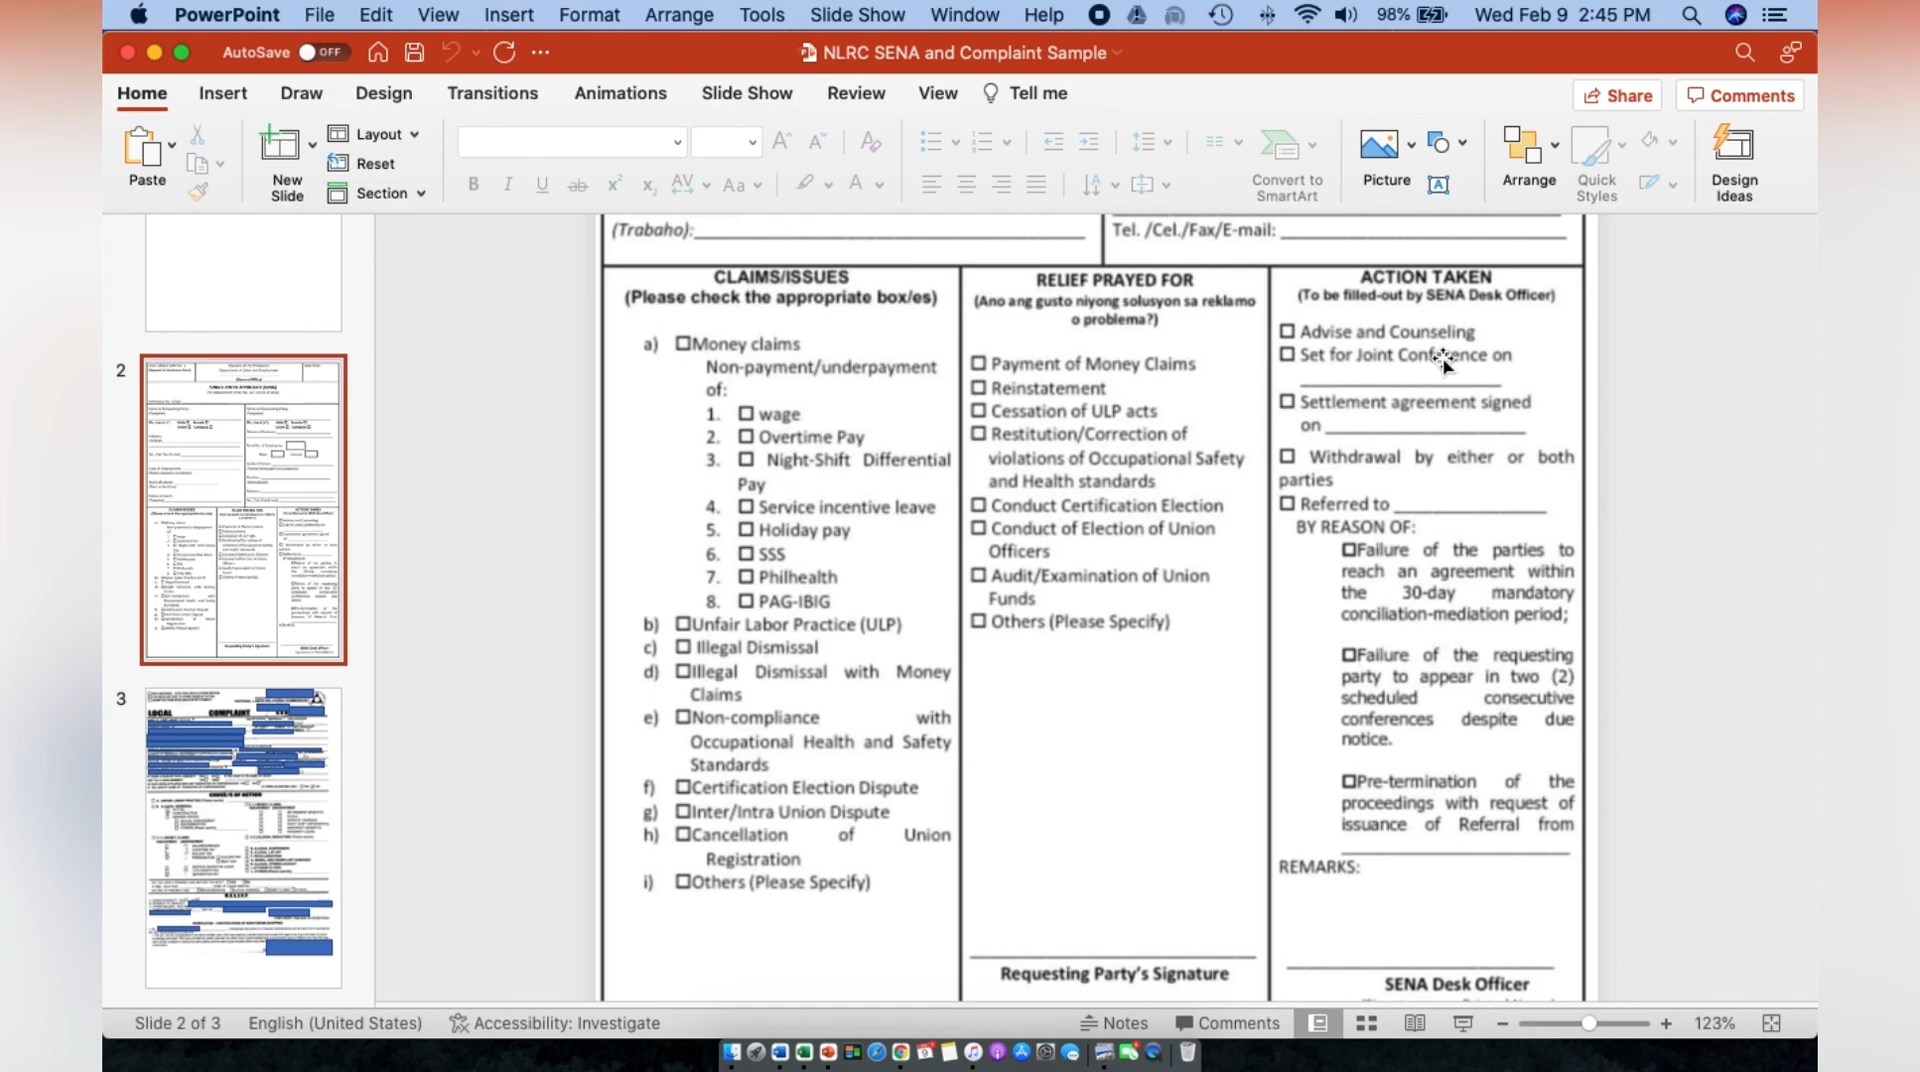 PowerPoint File Edit View Insert Format Arrange Tools Slide Show Window Help 98% Wed Feb 9 2:45 PM
AutoSave OFF NLRC SENA and Complaint Sample
Home Insert Draw Design Transitions Animations Slide Show Review View Tell me Share Comments
Paste
New
Slide
Layout
Reset
Section
Convert to
SmartArt
Picture
Arrange
Quick
Styles
Design
Ideas
2
3
LOCAL COMPLAINT
(Trabaho):
Tel. /Cel./Fax/E-mail:
CLAIMS/ISSUES
(Please check the appropriate box/es)
a) ☐Money claims
Non-payment/underpayment
of:
1. ☐ wage
2. ☐ Overtime Pay
3. ☐ Night-Shift Differential
Pay
4. ☐ Service incentive leave
5. ☐ Holiday pay
6. ☐ SSS
7. ☐ Philhealth
8. ☐ PAG-IBIG
b) ☐Unfair Labor Practice (ULP)
c) ☐ Illegal Dismissal
d) ☐Illegal Dismissal with Money
Claims
e) ☐Non-compliance with
Occupational Health and Safety
Standards
f) ☐Certification Election Dispute
g) ☐Inter/Intra Union Dispute
h) ☐Cancellation of Union
Registration
i) ☐Others (Please Specify)
RELIEF PRAYED FOR
(Ano ang gusto niyong solusyon sa reklamo
o problema?)
☐ Payment of Money Claims
☐ Reinstatement
☐ Cessation of ULP acts
☐ Restitution/Correction of
violations of Occupational Safety
and Health standards
☐ Conduct Certification Election
☐ Conduct of Election of Union
Officers
☐ Audit/Examination of Union
Funds
☐ Others (Please Specify)
Requesting Party's Signature
ACTION TAKEN
(To be filled-out by SENA Desk Officer)
☐ Advise and Counseling
☐ Set for Joint Conference on
☐ Settlement agreement signed
on
☐ Withdrawal by either or both
parties
☐ Referred to
BY REASON OF:
☐Failure of the parties to
reach an agreement within
the 30-day mandatory
conciliation-mediation period;
☐Failure of the requesting
party to appear in two (2)
scheduled consecutive
conferences despite due
notice.
☐Pre-termination of the
proceedings with request of
issuance of Referral from
REMARKS:
SENA Desk Officer
Slide 2 of 3 English (United States) Accessibility: Investigate Notes Comments 123%